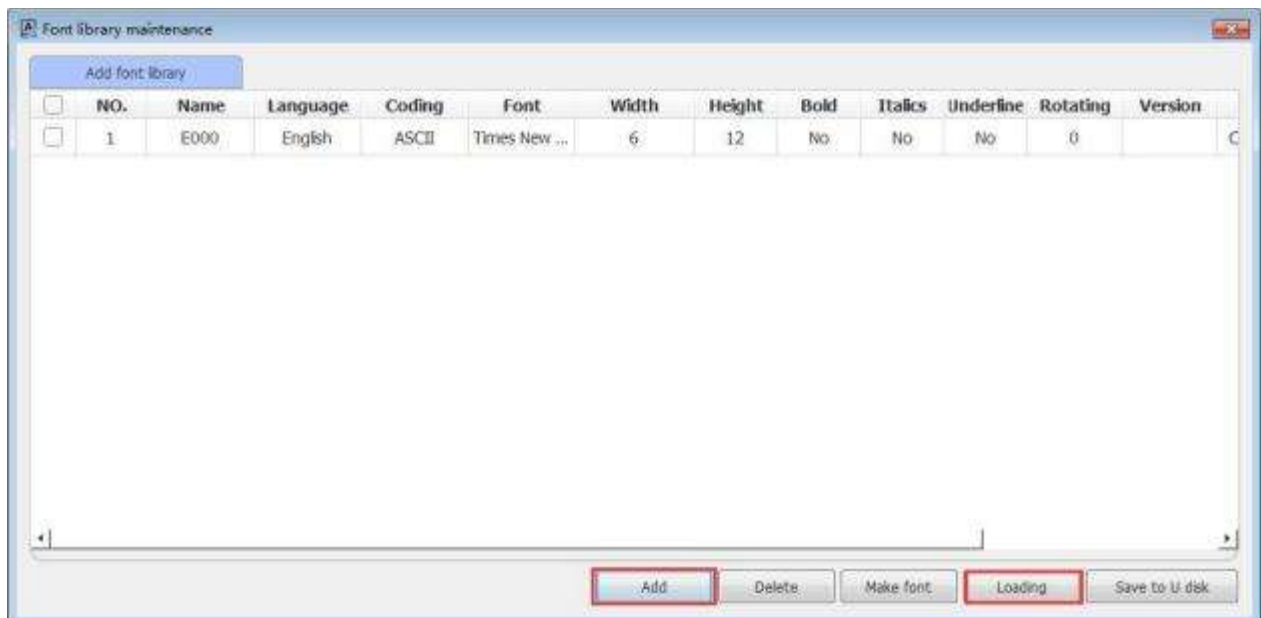 Font library maintenance
Add font library
NO. Name Language Coding Font Width Height Bold Italics Underline Rotating Version
1 E000 English ASCII Times New ... 6 12 No No No 0 C
Add Delete Make font Loading Save to U disk